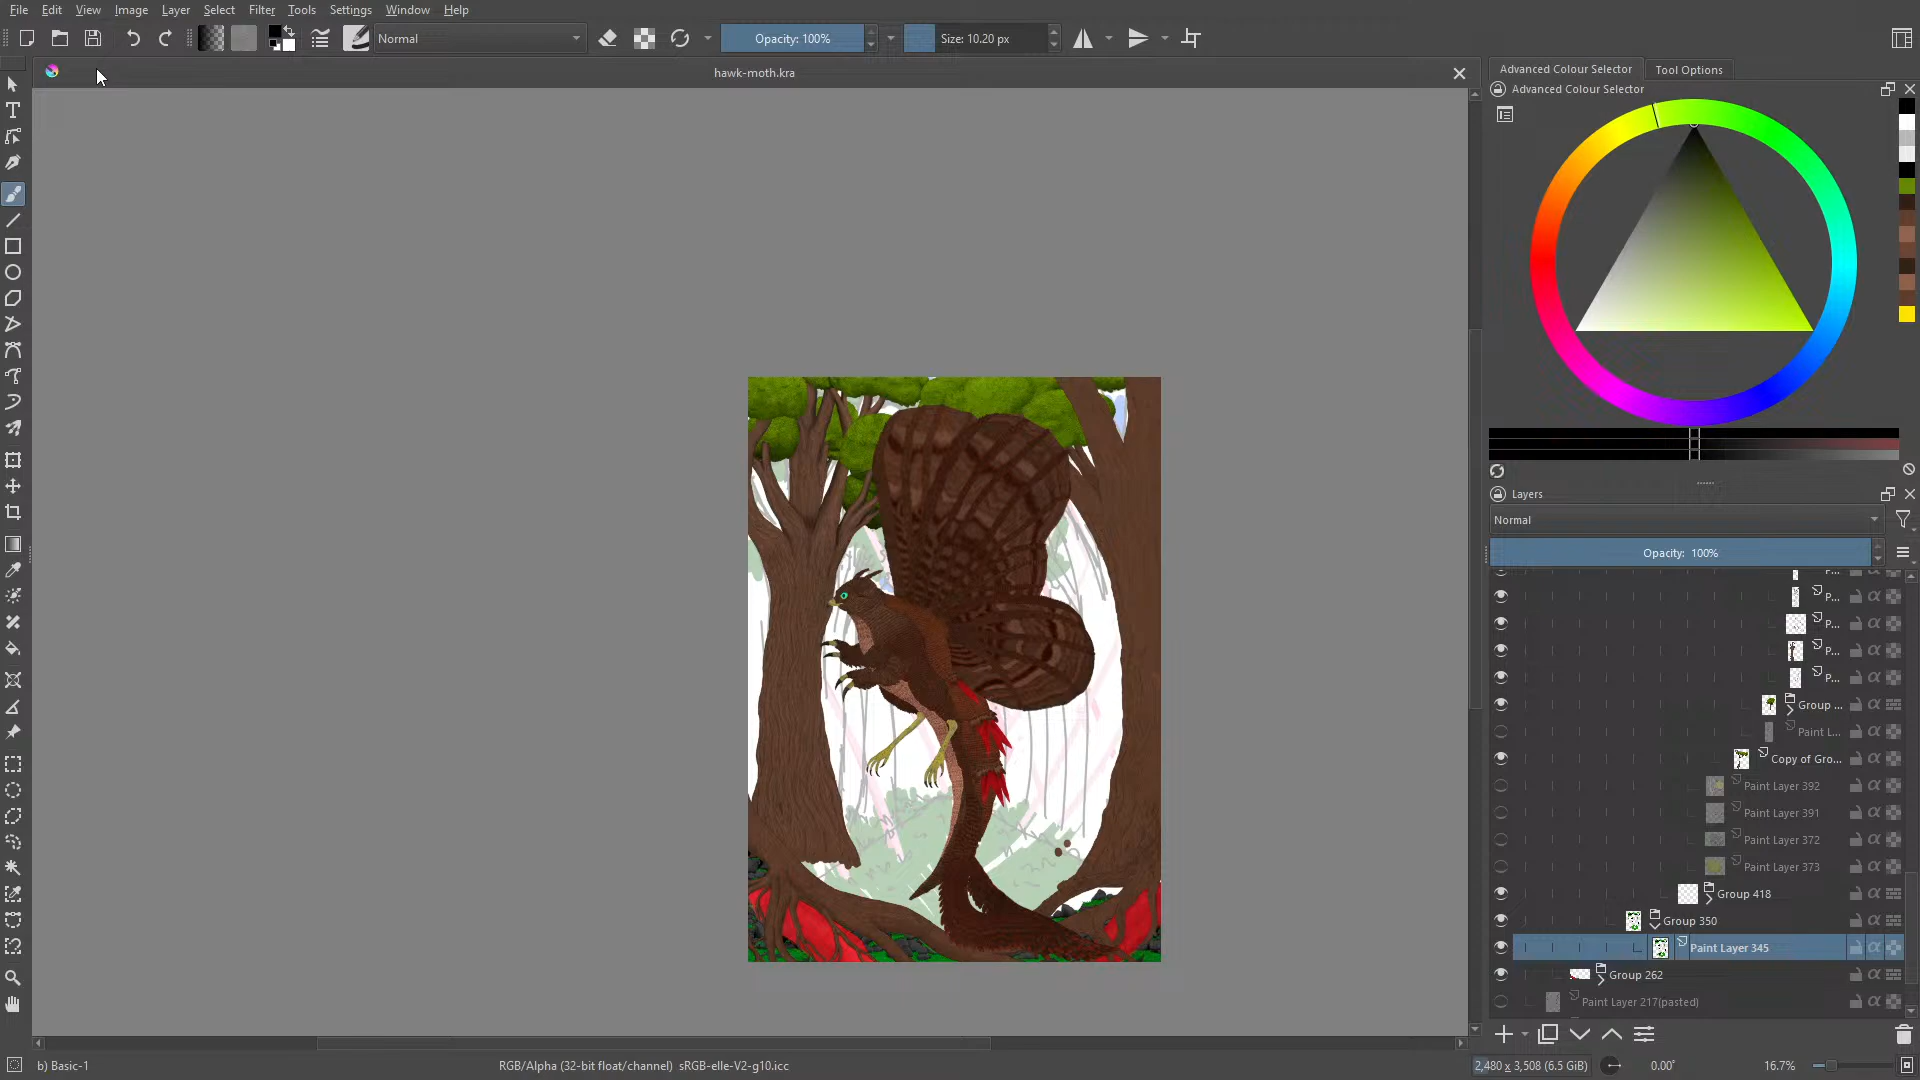 File Edit View Image Layer Select Filter Tools Settings Window Help
Normal
Opacity: 100%
Size: 10.20 px
hawk-moth.kra
Advanced Colour Selector
Tool Options
Advanced Colour Selector
Layers
Normal
Opacity: 100%
P...
P...
P...
P...
P...
Group ...
Paint L...
Copy of Gro...
Paint Layer 392
Paint Layer 391
Paint Layer 372
Paint Layer 373
Group 418
Group 350
Paint Layer 345
Group 262
Paint Layer 217(pasted)
b) Basic-1
RGB/Alpha (32-bit float/channel) sRGB-elle-V2-g10.icc
2,480 x 3,508 (6.5 GiB)
0.00°
16.7%